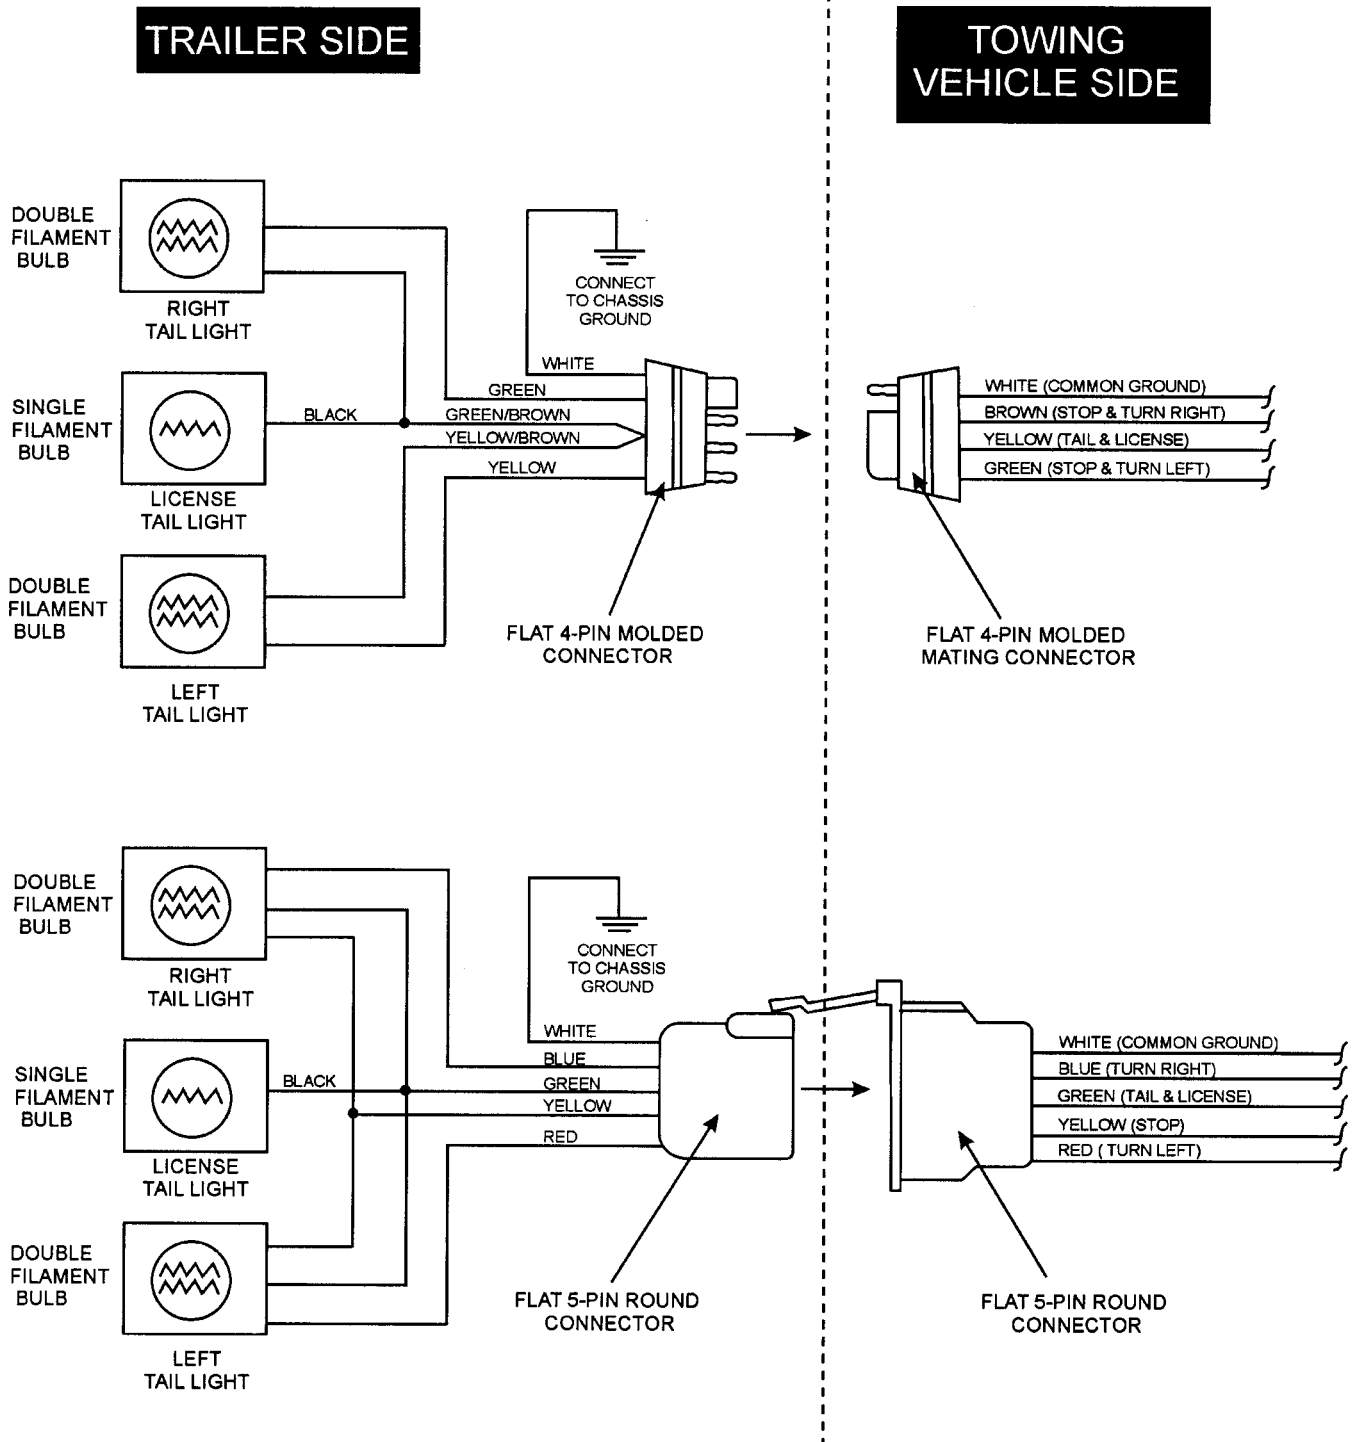 TRAILER SIDE
TOWING
VEHICLE SIDE
DOUBLE
FILAMENT
BULB
RIGHT
TAIL LIGHT
CONNECT
TO CHASSIS
GROUND
SINGLE
FILAMENT
BULB
BLACK
LICENSE
TAIL LIGHT
WHITE
GREEN
GREEN/BROWN
YELLOW/BROWN
YELLOW
WHITE (COMMON GROUND)
BROWN (STOP & TURN RIGHT)
YELLOW (TAIL & LICENSE)
GREEN (STOP & TURN LEFT)
DOUBLE
FILAMENT
BULB
LEFT
TAIL LIGHT
FLAT 4-PIN MOLDED
CONNECTOR
FLAT 4-PIN MOLDED
MATING CONNECTOR
DOUBLE
FILAMENT
BULB
RIGHT
TAIL LIGHT
CONNECT
TO CHASSIS
GROUND
SINGLE
FILAMENT
BULB
BLACK
LICENSE
TAIL LIGHT
WHITE
BLUE
GREEN
YELLOW
RED
WHITE (COMMON GROUND)
BLUE (TURN RIGHT)
GREEN (TAIL & LICENSE)
YELLOW (STOP)
RED ( TURN LEFT)
DOUBLE
FILAMENT
BULB
LEFT
TAIL LIGHT
FLAT 5-PIN ROUND
CONNECTOR
FLAT 5-PIN ROUND
CONNECTOR